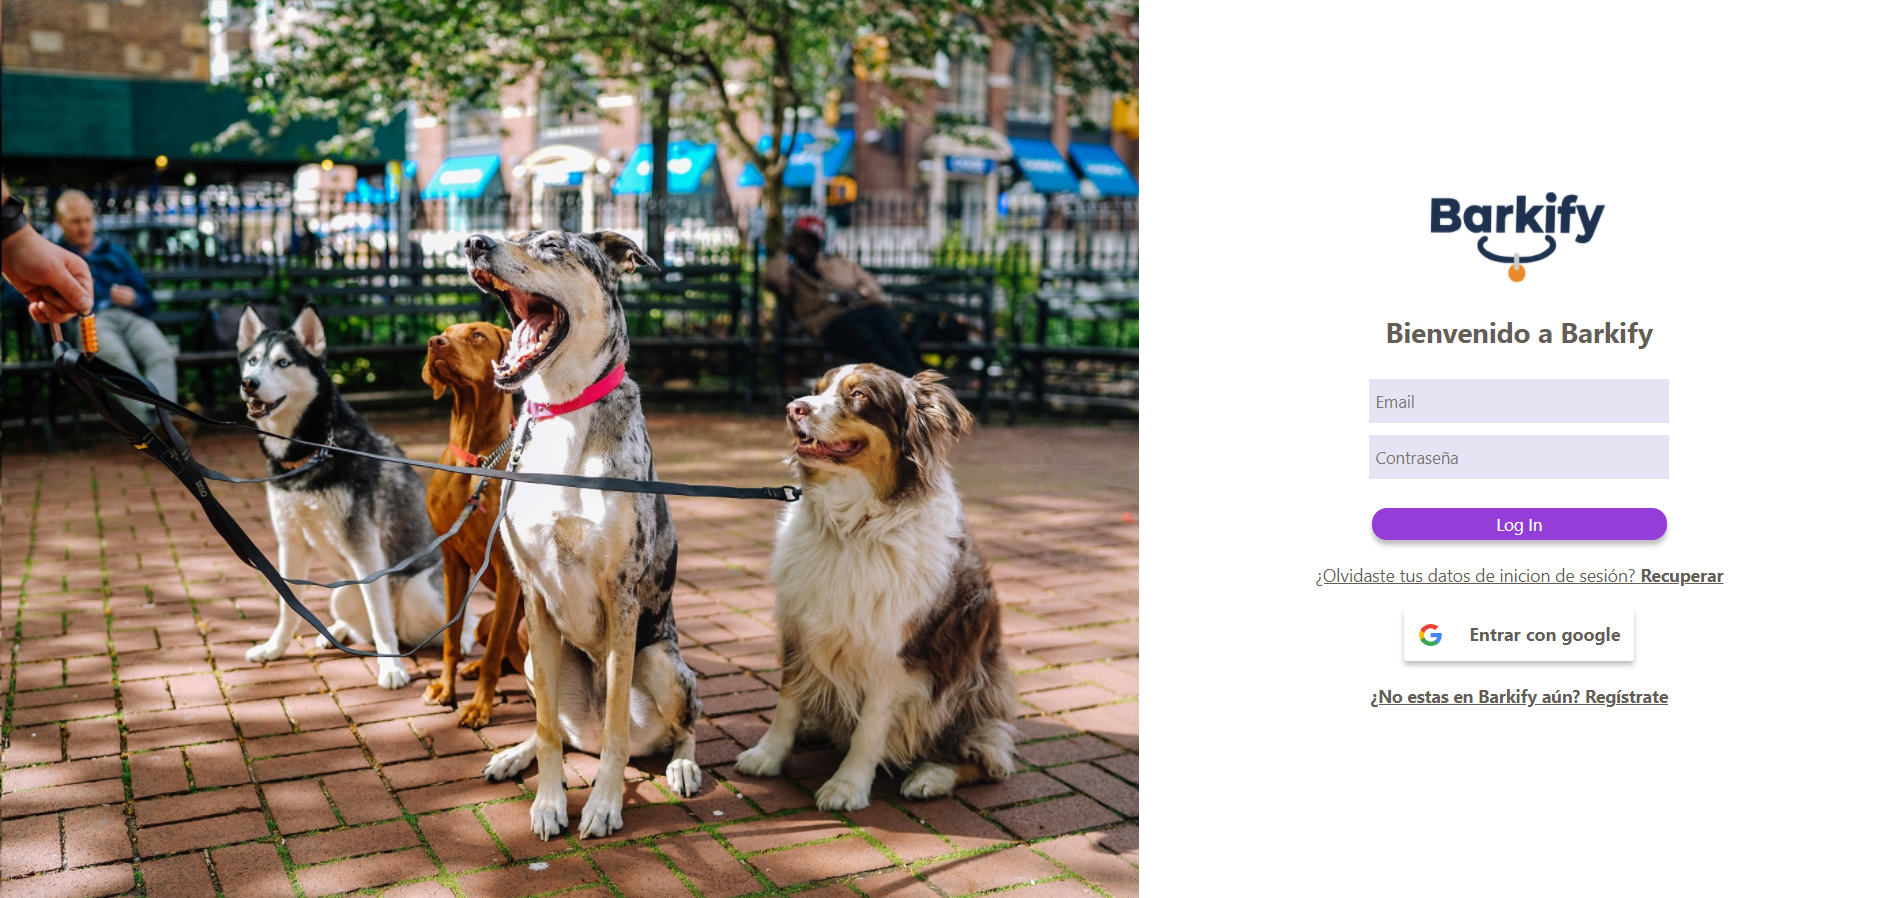 Barkify
Bienvenido a Barkify
Email
Contraseña
Log In
¿Olvidaste tus datos de inicion de sesión? Recuperar
Entrar con google
¿No estas en Barkify aún? Regístrate